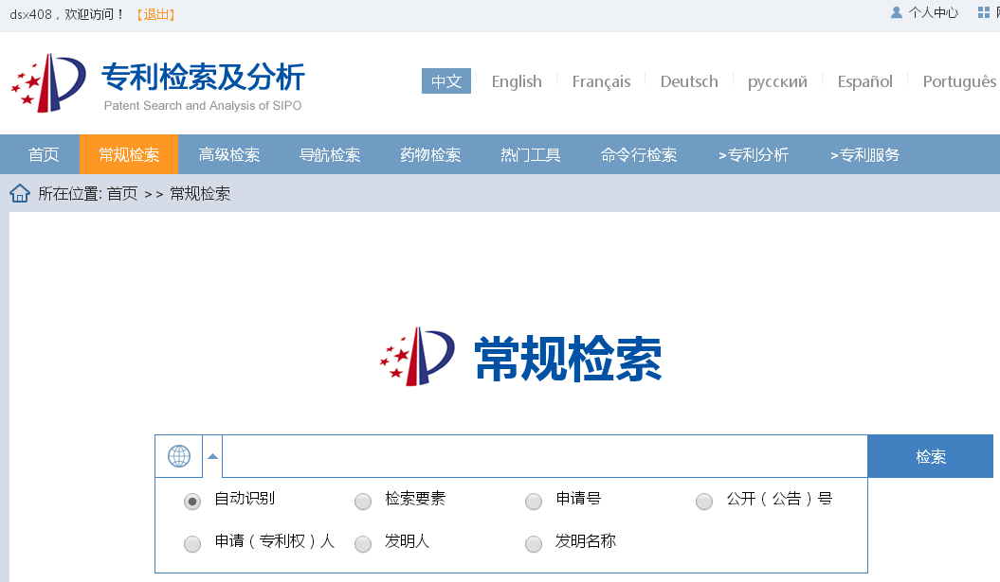 dsx408，欢迎访问！ 【退出】 个人中心
专利检索及分析
Patent Search and Analysis of SIPO
中文 English Français Deutsch русский Español Português
首页 常规检索 高级检索 导航检索 药物检索 热门工具 命令行检索 >专利分析 >专利服务
所在位置: 首页 >> 常规检索
常规检索
检索
自动识别 检索要素 申请号 公开（公告）号
申请（专利权）人 发明人 发明名称